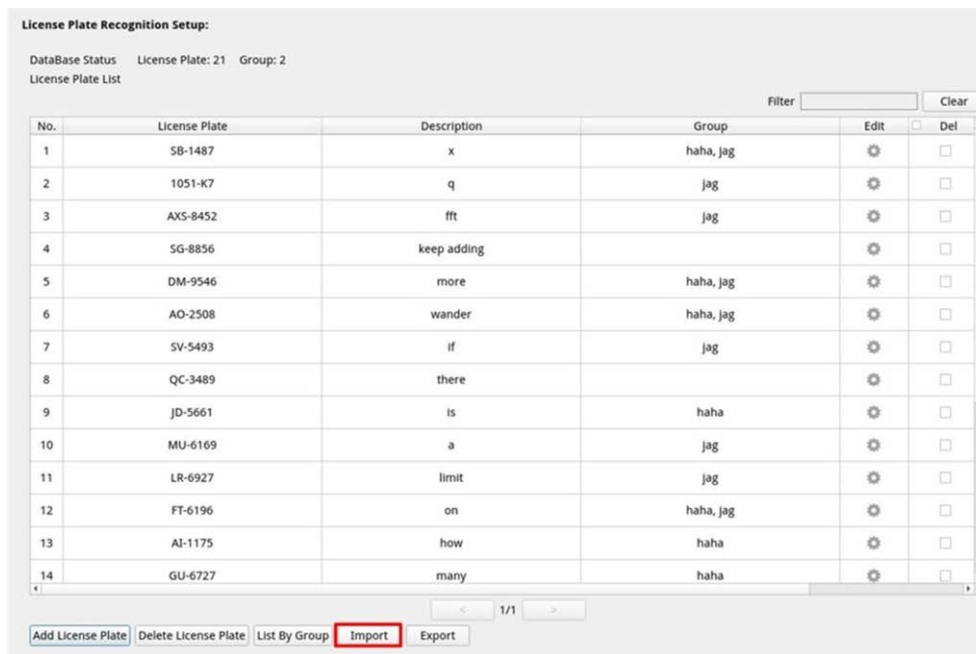 License Plate Recognition Setup:
DataBase Status License Plate: 21 Group: 2
License Plate List
Filter Clear
No. License Plate Description Group Edit Del
1 SB-1487 x haha, jag
2 1051-K7 q jag
3 AXS-8452 fft jag
4 SG-8856 keep adding
5 DM-9546 more haha, jag
6 AO-2508 wander haha, jag
7 SV-5493 if jag
8 QC-3489 there
9 JD-5661 is haha
10 MU-6169 a jag
11 LR-6927 limit jag
12 FT-6196 on haha, jag
13 AI-1175 how haha
14 GU-6727 many haha
< 1/1 >
Add License Plate Delete License Plate List By Group Import Export